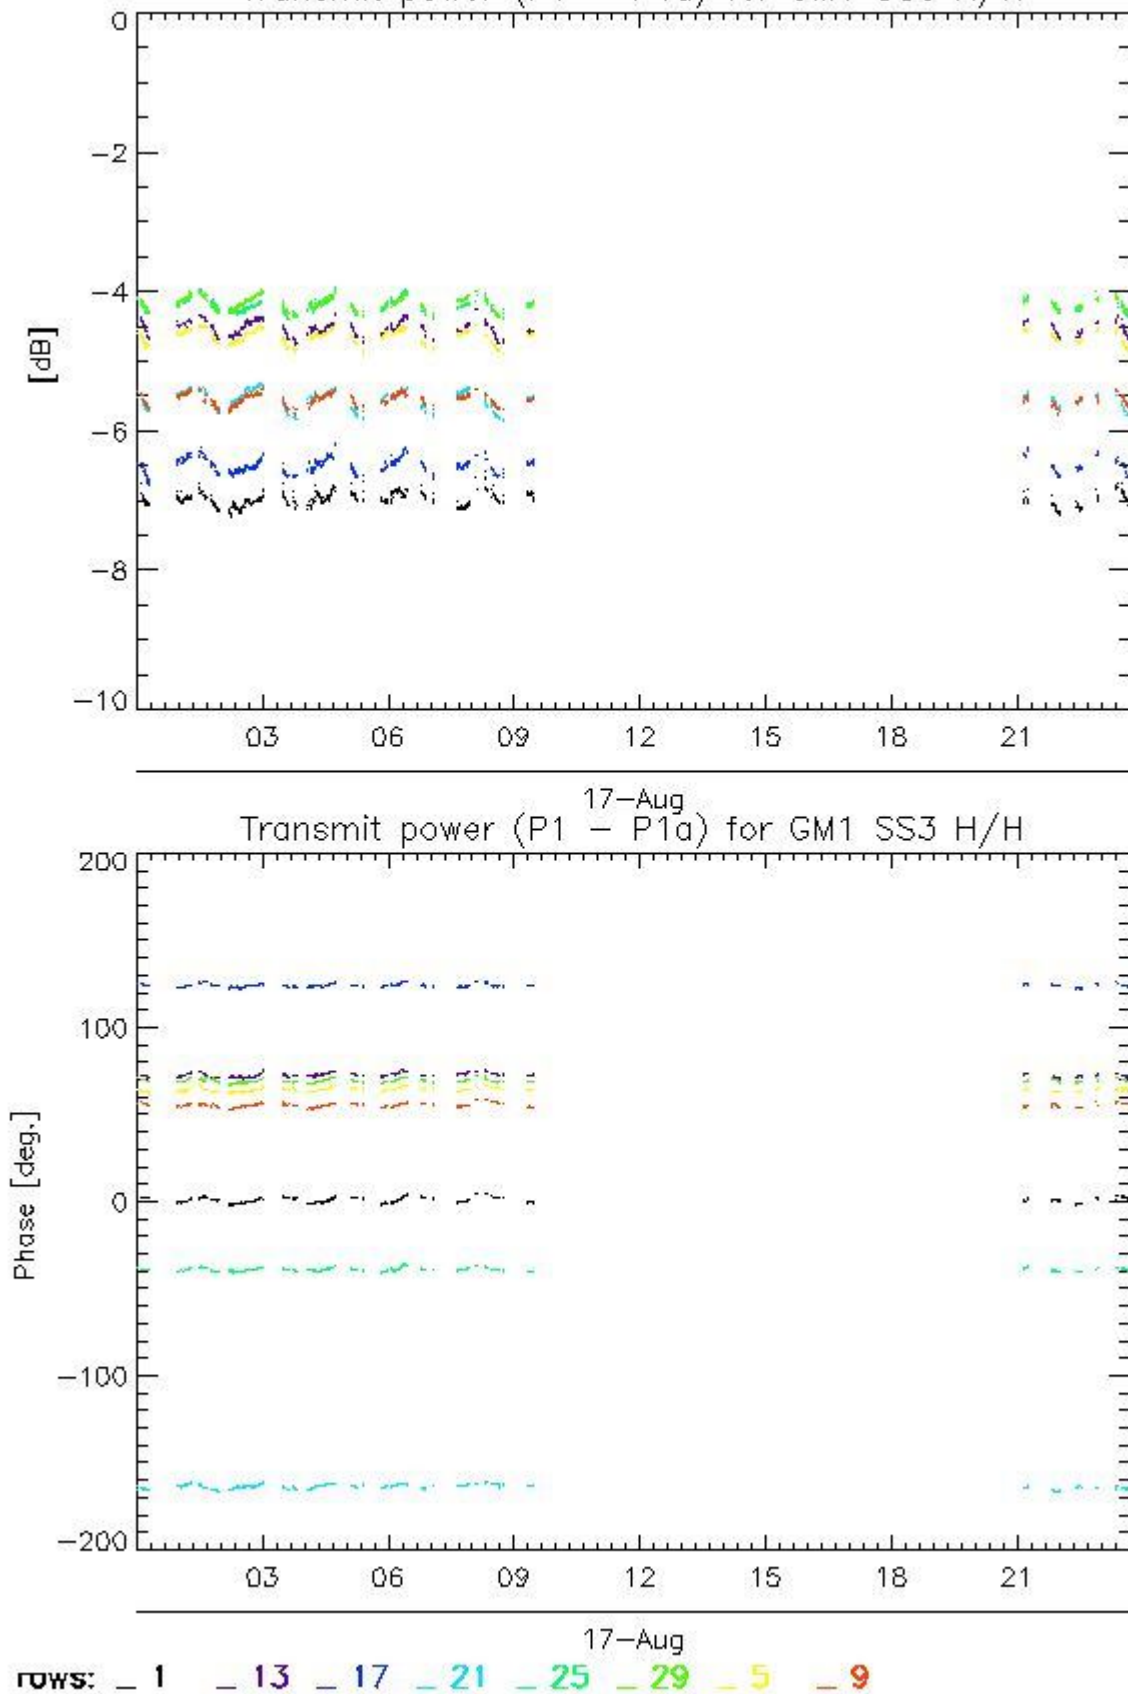 0
-2
-4
-6
-8
-10
[dB]
03 06 09 12 15 18 21
17-Aug
Transmit power (P1 - P1a) for GM1 SS3 H/H
200
100
0
-100
-200
Phase [deg.]
03 06 09 12 15 18 21
17-Aug
rows: _ 1 _ 13 _ 17 _ 21 _ 25 _ 29 _ 5 _ 9